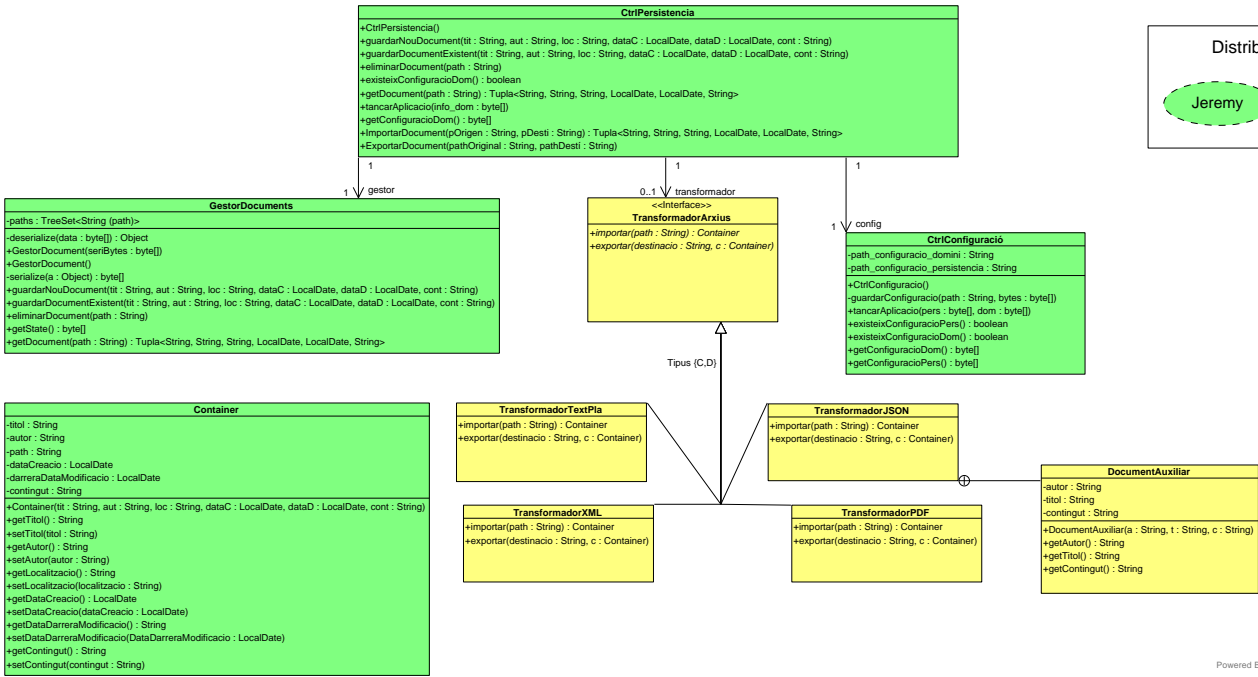 CtrlPersistencia
+CtrlPersistencia()
+guardarNouDocument(tit : String, aut : String, loc : String, dataC : LocalDate, dataD : LocalDate, cont : String)
+guardarDocumentExistent(tit : String, aut : String, loc : String, dataC : LocalDate, dataD : LocalDate, cont : String)
+eliminarDocument(path : String)
+existeixConfiguracioDom() : boolean
+getDocument(path : String) : Tupla<String, String, String, LocalDate, LocalDate, String>
+tancarAplicacio(info_dom : byte[])
+getConfiguracioDom() : byte[]
+ImportarDocument(pOrigen : String, pDesti : String) : Tupla<String, String, String, LocalDate, LocalDate, String>
+ExportarDocument(pathOriginal : String, pathDestí : String)
Distrib
Jeremy
1
1
1
1 gestor
0..1 transformador
1 config
GestorDocuments
-paths : TreeSet<String (path)>
-deserialize(data : byte[]) : Object
+GestorDocument(seriBytes : byte[])
+GestorDocument()
-serialize(a : Object) : byte[]
+guardarNouDocument(tit : String, aut : String, loc : String, dataC : LocalDate, dataD : LocalDate, cont : String)
+guardarDocumentExistent(tit : String, aut : String, loc : String, dataC : LocalDate, dataD : LocalDate, cont : String)
+eliminarDocument(path : String)
+getState() : byte[]
+getDocument(path : String) : Tupla<String, String, String, LocalDate, LocalDate, String>
<<Interface>>
TransformadorArxius
+importar(path : String) : Container
+exportar(destinacio : String, c : Container)
CtrlConfiguració
-path_configuracio_domini : String
-path_configuracio_persistencia : String
+CtrlConfiguracio()
-guardarConfiguracio(path : String, bytes : byte[])
+tancarAplicacio(pers : byte[], dom : byte[])
+existeixConfiguracioPers() : boolean
+existeixConfiguracioDom() : boolean
+getConfiguracioDom() : byte[]
+getConfiguracioPers() : byte[]
Tipus {C,D}
Container
-titol : String
-autor : String
-path : String
-dataCreacio : LocalDate
-darreraDataModificacio : LocalDate
-contingut : String
+Container(tit : String, aut : String, loc : String, dataC : LocalDate, dataD : LocalDate, cont : String)
+getTitol() : String
+setTitol(titol : String)
+getAutor() : String
+setAutor(autor : String)
+getLocalització() : String
+setLocalitzacio(localitzacio : String)
+getDataCreacio() : LocalDate
+setDataCreacio(dataCreacio : LocalDate)
+getDataDarreraModificacio() : String
+setDataDarreraModificacio(DataDarreraModificacio : LocalDate)
+getContingut() : String
+setContingut(contingut : String)
TransformadorTextPla
+importar(path : String) : Container
+exportar(destinacio : String, c : Container)
TransformadorJSON
+importar(path : String) : Container
+exportar(destinacio : String, c : Container)
TransformadorXML
+importar(path : String) : Container
+exportar(destinacio : String, c : Container)
TransformadorPDF
+importar(path : String) : Container
+exportar(destinacio : String, c : Container)
DocumentAuxiliar
-autor : String
-titol : String
-contingut : String
+DocumentAuxiliar(a : String, t : String, c : String)
+getAutor() : String
+getTitol() : String
+getContingut() : String
Powered